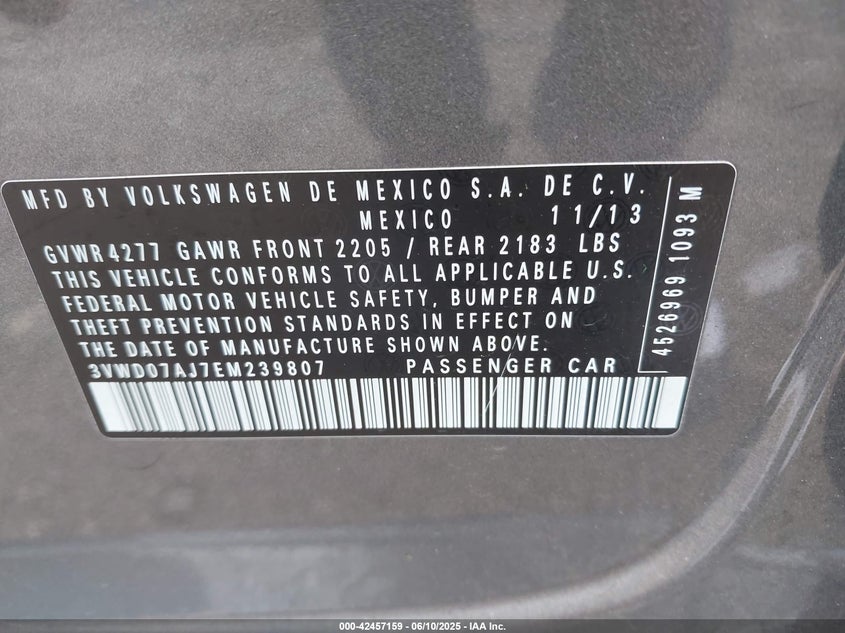 MFD BY VOLKSWAGEN DE MEXICO S.A. DE C.V.
MEXICO 11/13
GVWR4277 GAWR FRONT 2205 / REAR 2183 LBS
THIS VEHICLE CONFORMS TO ALL APPLICABLE U.S.
FEDERAL MOTOR VEHICLE SAFETY, BUMPER AND
THEFT PREVENTION STANDARDS IN EFFECT ON
THE DATE OF MANUFACTURE SHOWN ABOVE.
3VWD07AJ7EM239807 PASSENGER CAR
4526969 1093 M
000-42457159 - 06/10/2025 - IAA Inc.